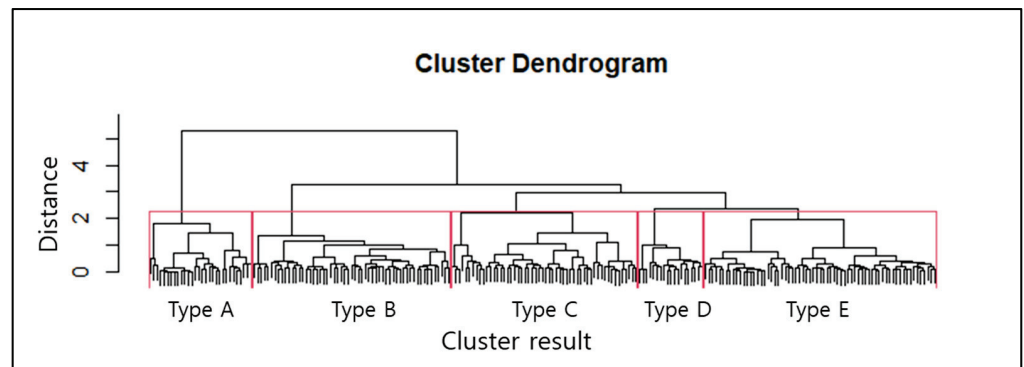 Cluster Dendrogram
Distance
4
2
0
Type A Type B Type C Type D Type E
Cluster result